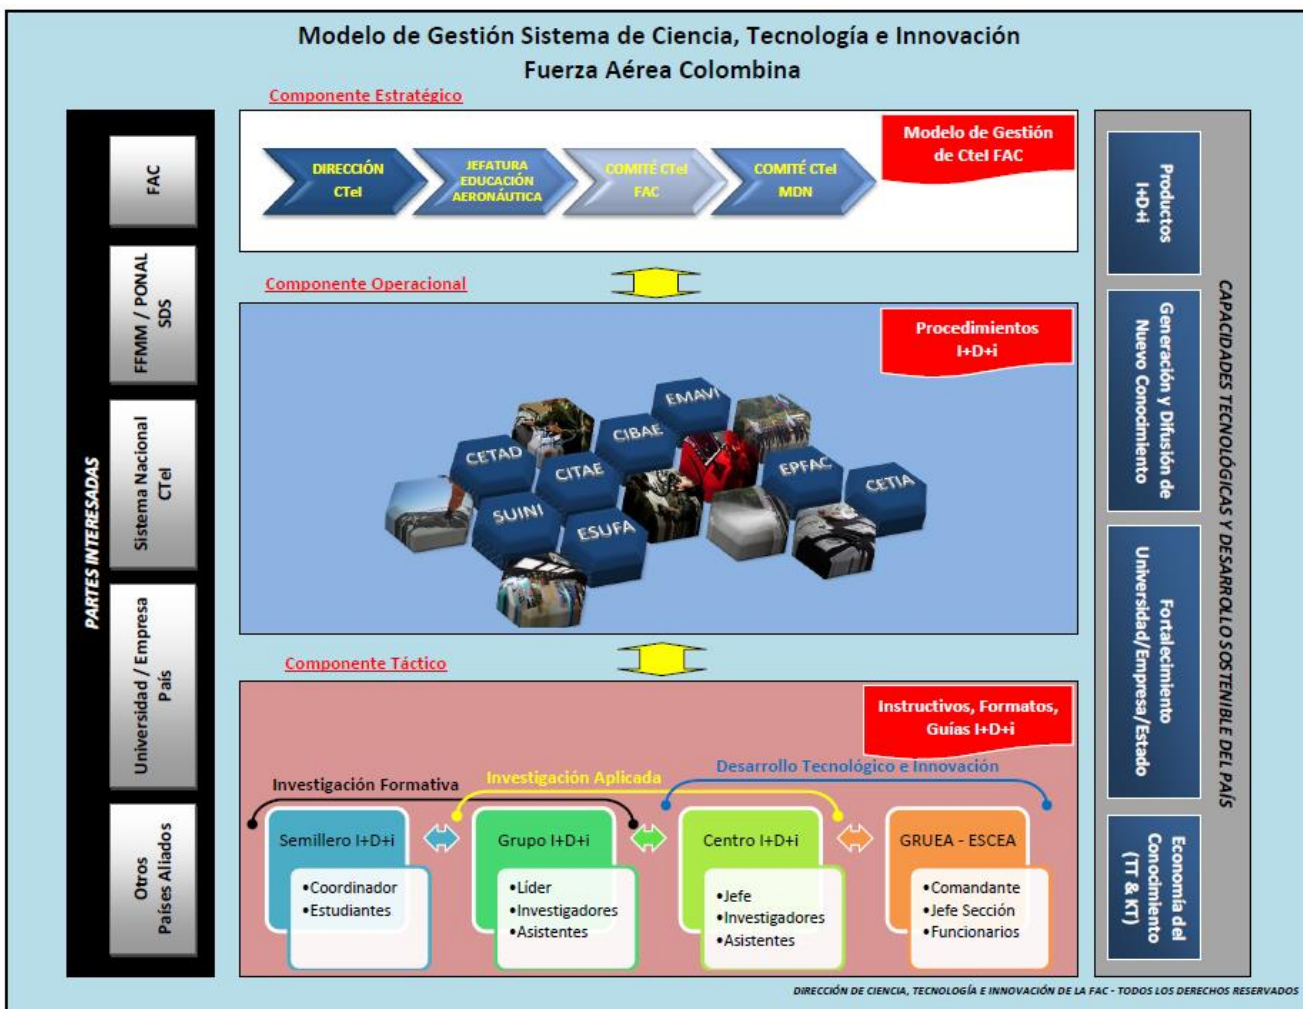 Modelo de Gestión Sistema de Ciencia, Tecnología e Innovación
Fuerza Aérea Colombina
PARTES INTERESADAS
FAC
FFMM / PONAL
SDS
Sistema Nacional
CTeI
Universidad / Empresa
País
Otros
Países Aliados
Componente Estratégico
Modelo de Gestión
de CteI FAC
DIRECCIÓN
CTeI
JEFATURA
EDUCACIÓN
AERONÁUTICA
COMITÉ CTeI
FAC
COMITÉ CTeI
MDN
Componente Operacional
Procedimientos
I+D+i
EMAVI
CIBAE
CETAD
CITAE
EPFAC
CETIA
SUINI
ESUFA
Componente Táctico
Instructivos, Formatos,
Guías I+D+i
Investigación Formativa
Investigación Aplicada
Desarrollo Tecnológico e Innovación
Semillero I+D+i
•Coordinador
•Estudiantes
Grupo I+D+i
•Líder
•Investigadores
•Asistentes
Centro I+D+i
•Jefe
•Investigadores
•Asistentes
GRUEA - ESCEA
•Comandante
•Jefe Sección
•Funcionarios
Productos
I+D+i
Generación y Difusión de
Nuevo Conocimiento
Fortalecimiento
Universidad/Empresa/Estado
Economía del
Conocimiento
(TT & KT)
CAPACIDADES TECNOLÓGICAS Y DESARROLLO SOSTENIBLE DEL PAÍS
DIRECCIÓN DE CIENCIA, TECNOLOGÍA E INNOVACIÓN DE LA FAC - TODOS LOS DERECHOS RESERVADOS